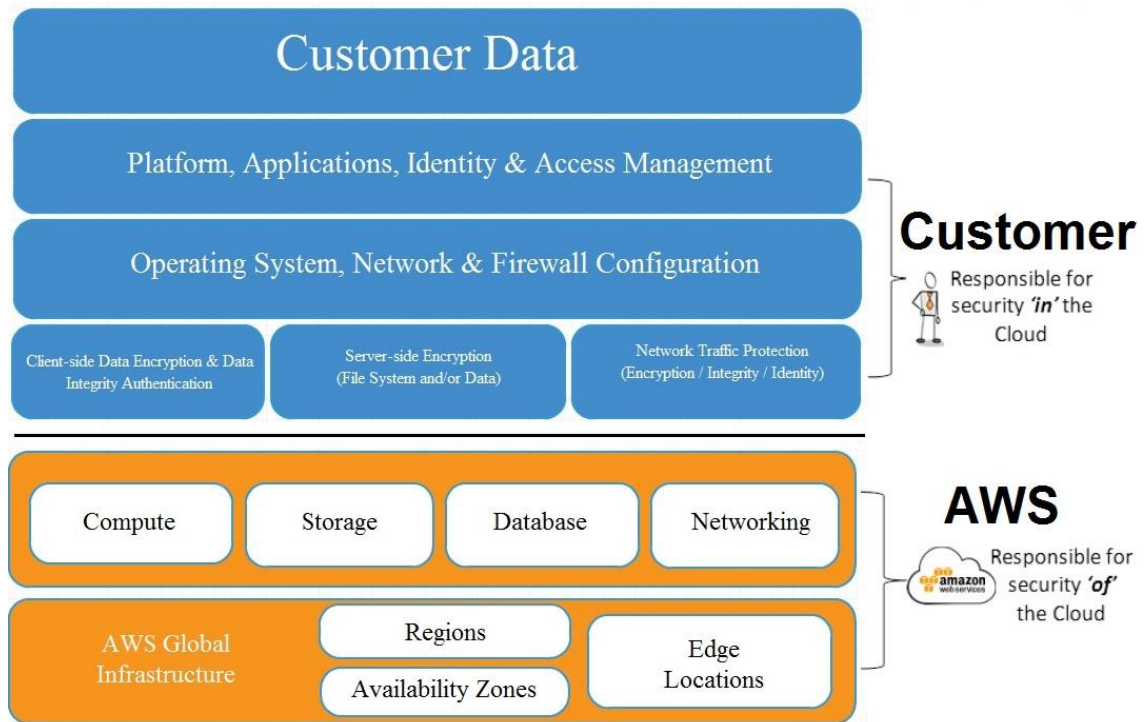 Customer Data
Platform, Applications, Identity & Access Management
Operating System, Network & Firewall Configuration
Client-side Data Encryption & Data
Integrity Authentication
Server-side Encryption
(File System and/or Data)
Network Traffic Protection
(Encryption / Integrity / Identity)
Customer
Responsible for
security 'in' the
Cloud
Compute
Storage
Database
Networking
AWS Global
Infrastructure
Regions
Availability Zones
Edge
Locations
AWS
amazon
web services
Responsible for
security 'of'
the Cloud